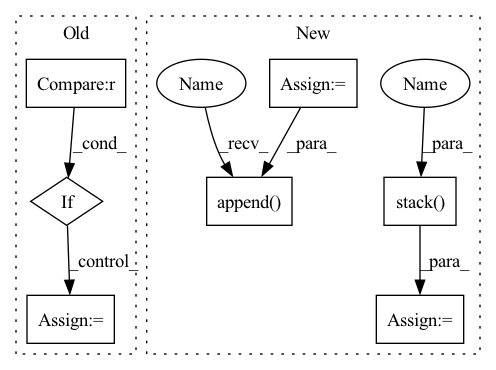 Old
New
Compare:r
Name
Assign:=
Name
_cond_
_recv_
_para_
_para_
If
append()
stack()
_control_
_para_
Assign:=
Assign:=